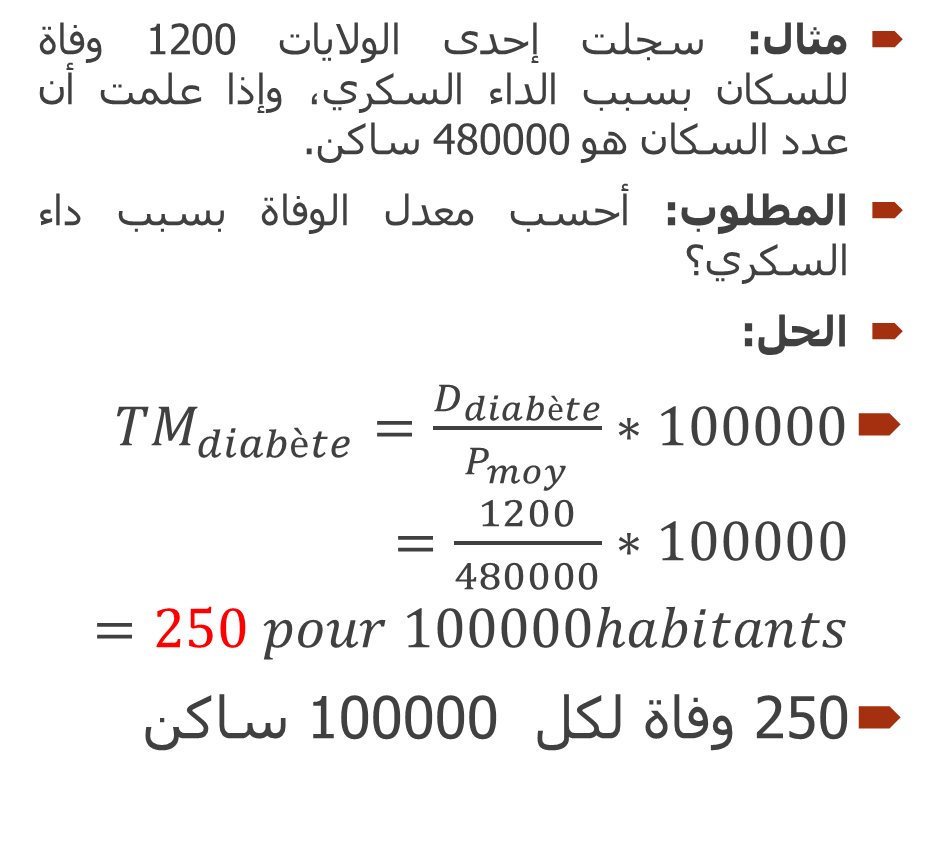 مثال: سجلت إحدى الولايات 1200 وفاة
للسكان بسبب الداء السكري، وإذا علمت أن
عدد السكان هو 480000 ساكن.
المطلوب: أحسب معدل الوفاة بسبب داء
السكري؟
الحل:
TM_{diabète} = \frac{D_{diabète}}{P_{moy}} * 100000
= \frac{1200}{480000} * 100000
= 250 pour 100000habitants
250 وفاة لكل 100000 ساكن